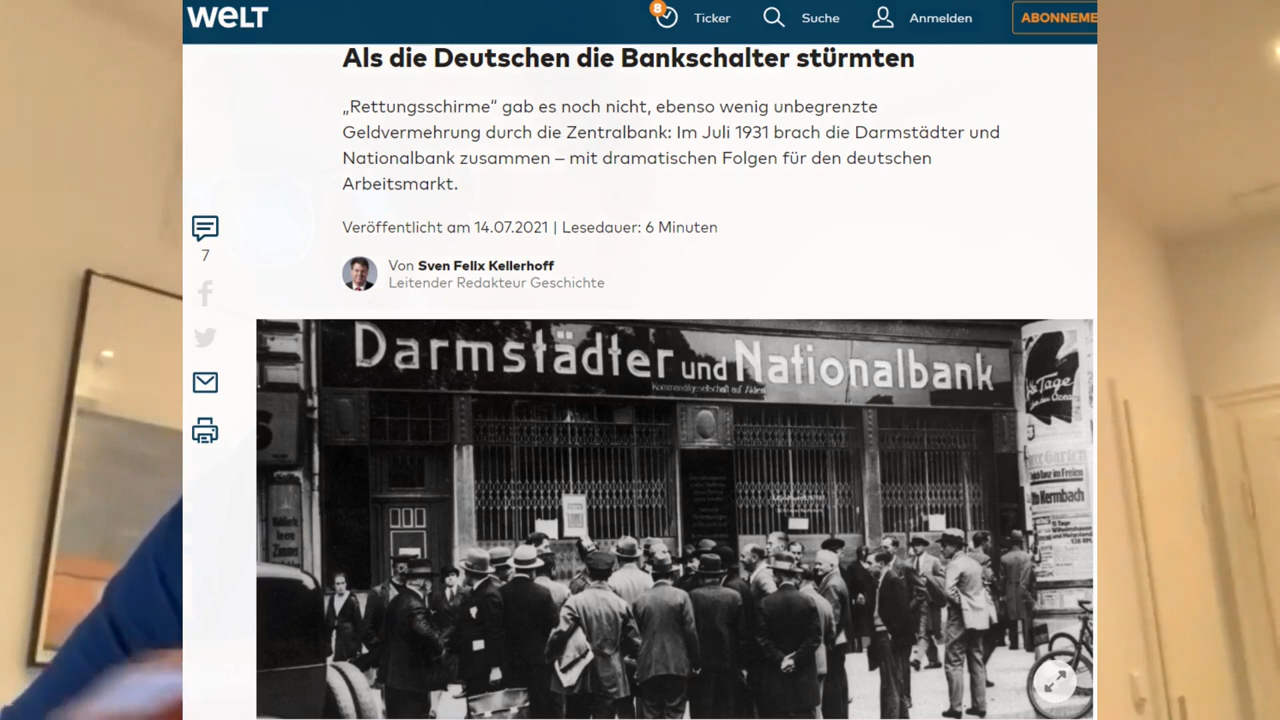 WELT
8
Ticker
Suche
Anmelden
ABONNEME
Als die Deutschen die Bankschalter stürmten
„Rettungsschirme“ gab es noch nicht, ebenso wenig unbegrenzte
Geldvermehrung durch die Zentralbank: Im Juli 1931 brach die Darmstädter und
Nationalbank zusammen – mit dramatischen Folgen für den deutschen
Arbeitsmarkt.
Veröffentlicht am 14.07.2021 | Lesedauer: 6 Minuten
7
Von Sven Felix Kellerhoff
Leitender Redakteur Geschichte
Darmstädter und Nationalbank
Kommanditgesellschaft auf Aktien
Tage
Kermbach